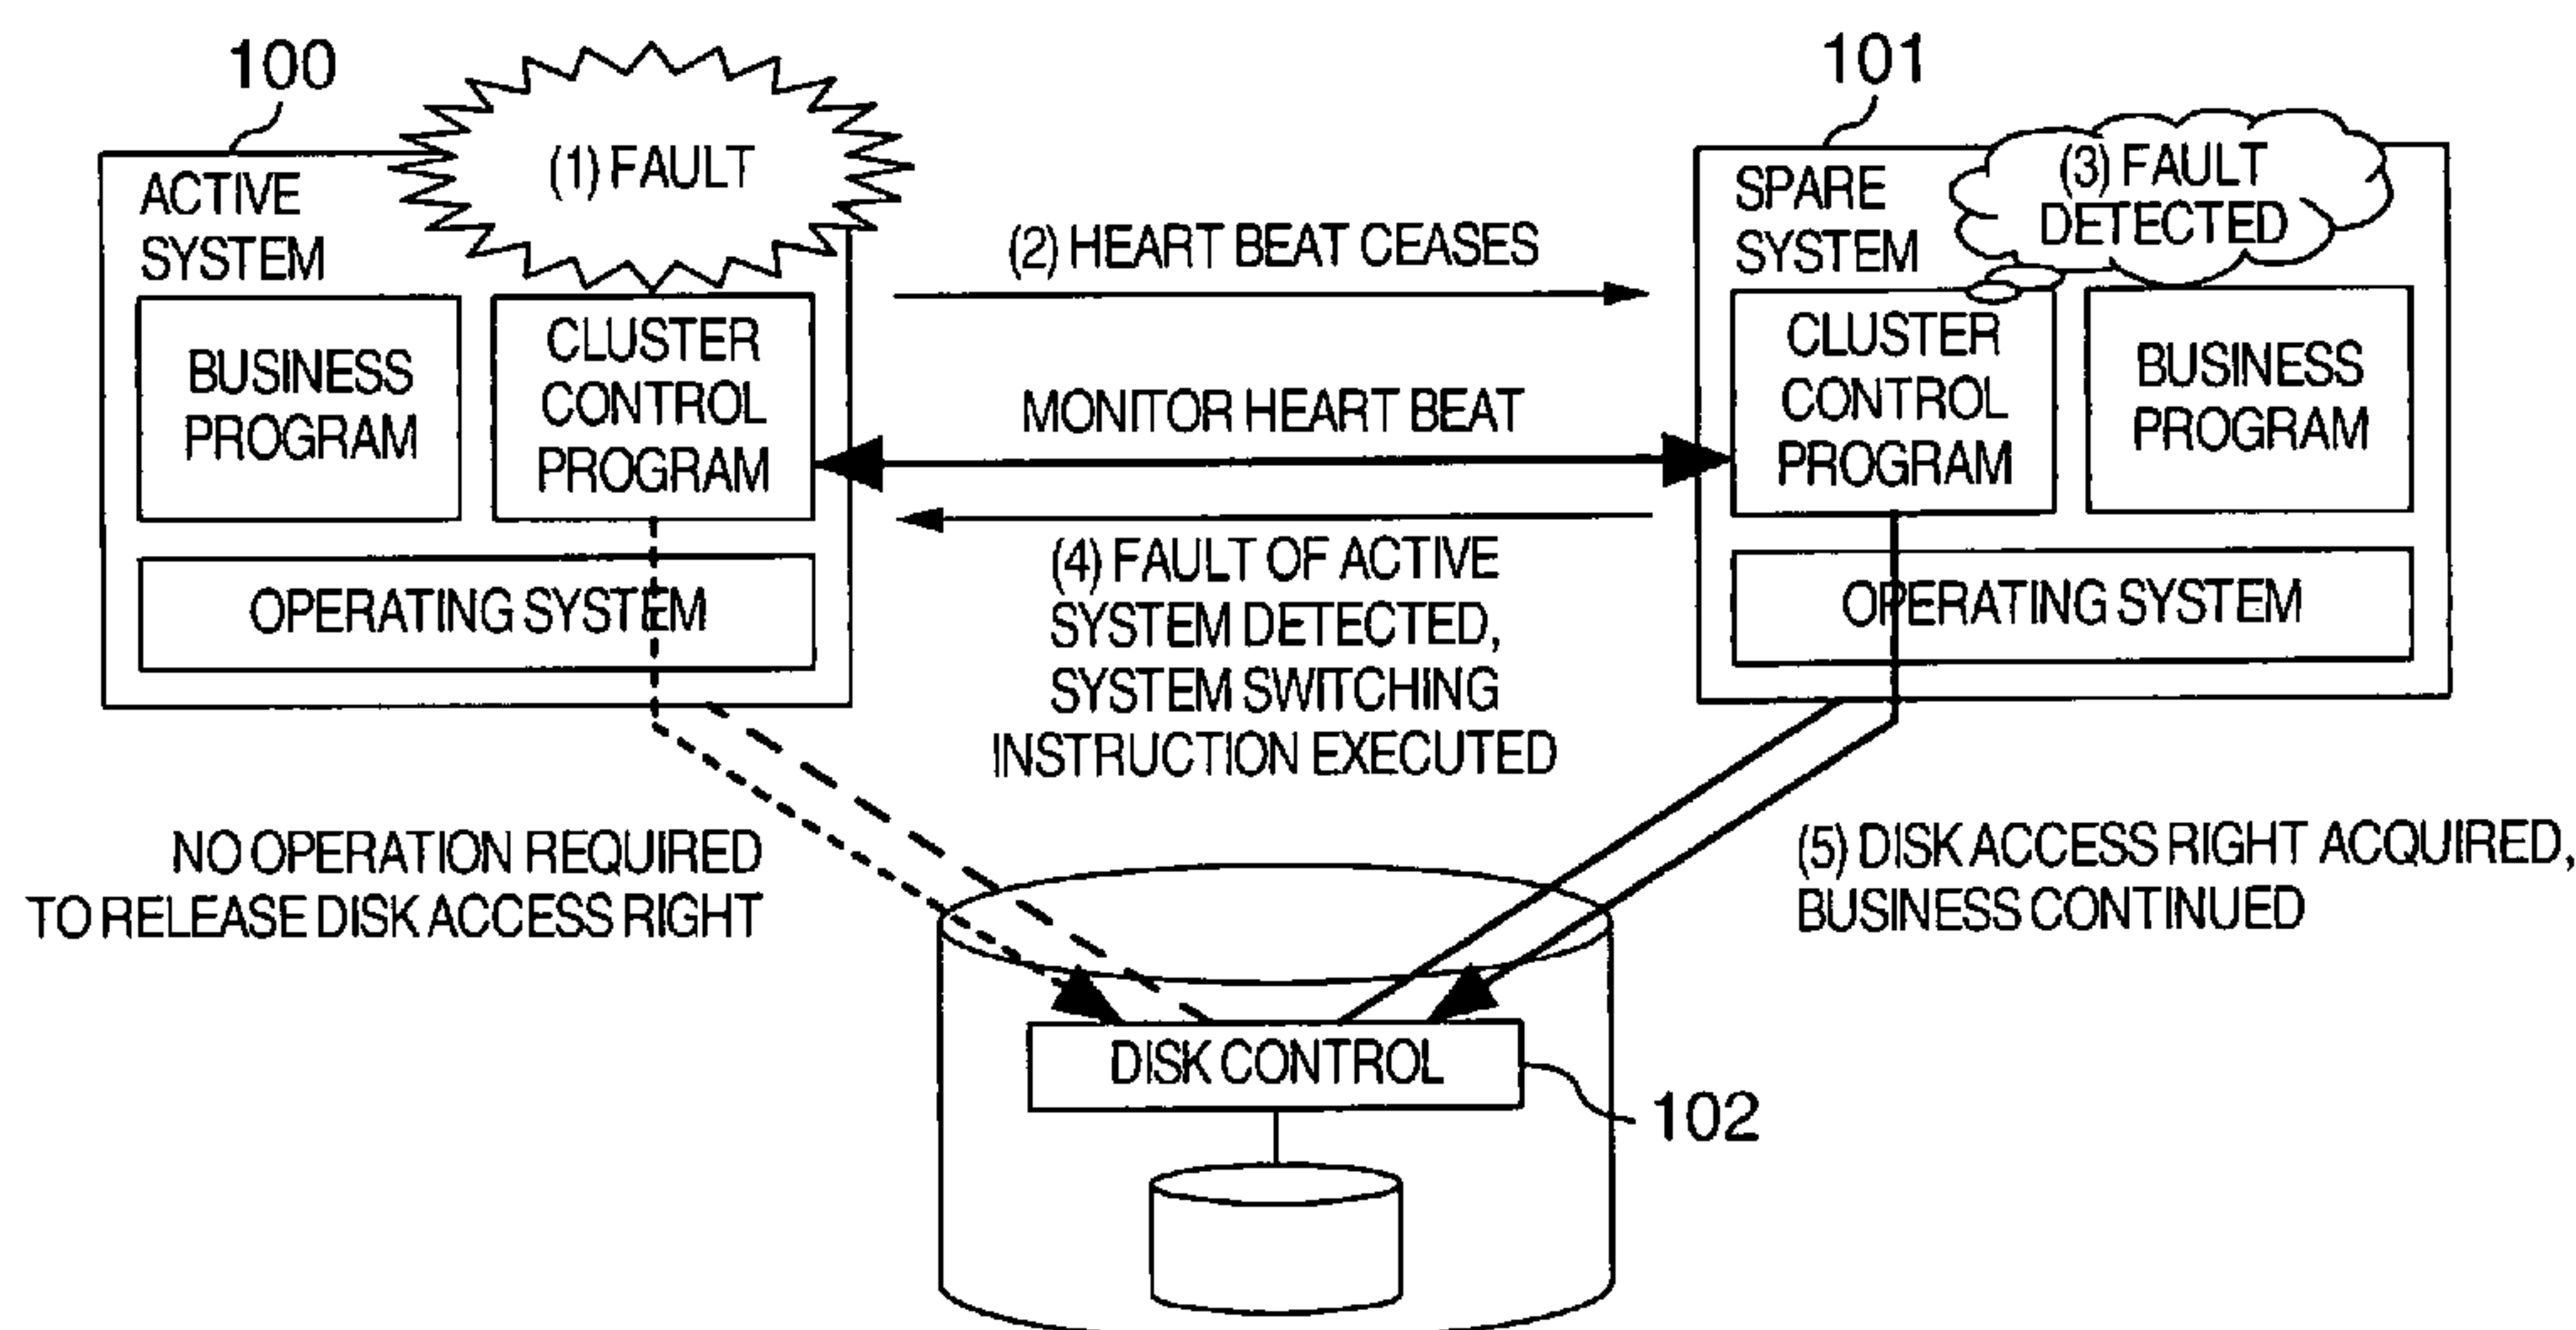 100
(1) FAULT
ACTIVE
SYSTEM
BUSINESS
PROGRAM
CLUSTER
CONTROL
PROGRAM
OPERATING SYSTEM
(2) HEART BEAT CEASES
MONITOR HEART BEAT
(4) FAULT OF ACTIVE
SYSTEM DETECTED,
SYSTEM SWITCHING
INSTRUCTION EXECUTED
101
SPARE
SYSTEM
(3) FAULT
DETECTED
CLUSTER
CONTROL
PROGRAM
BUSINESS
PROGRAM
OPERATING SYSTEM
NO OPERATION REQUIRED
TO RELEASE DISK ACCESS RIGHT
(5) DISK ACCESS RIGHT ACQUIRED,
BUSINESS CONTINUED
DISK CONTROL
102